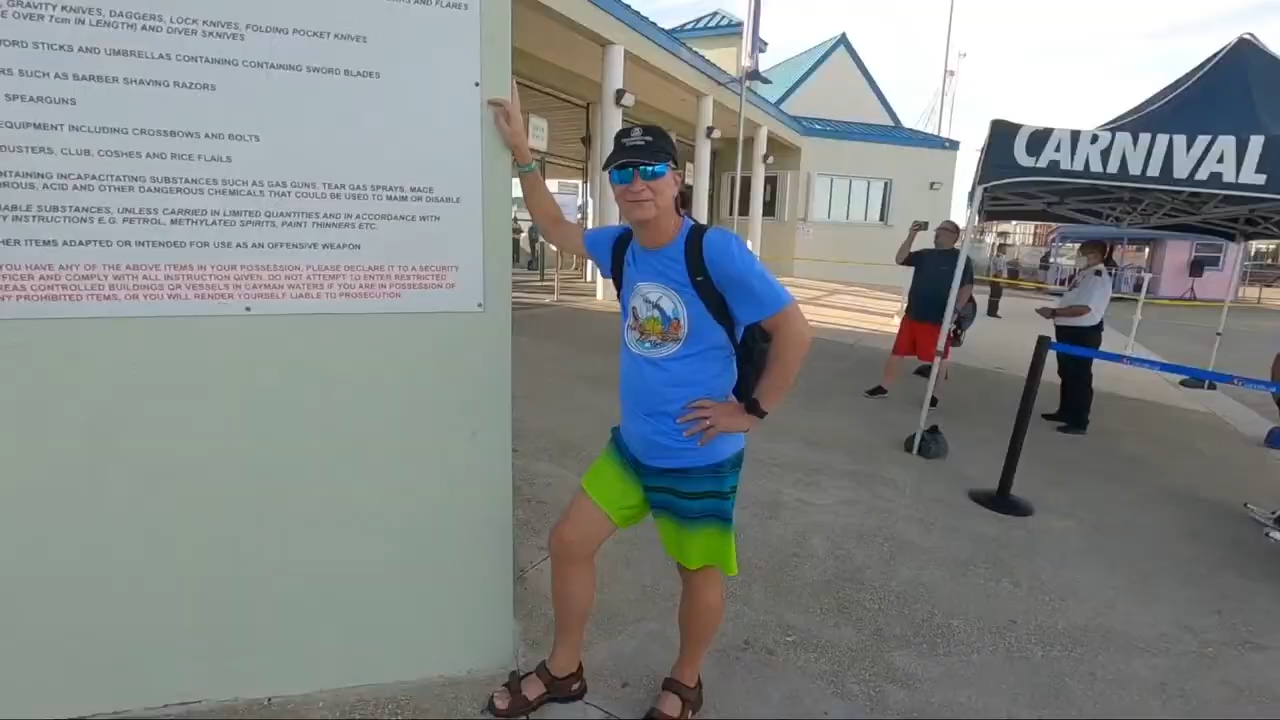 RS AND FLARES
, GRAVITY KNIVES, DAGGERS, LOCK KNIVES, FOLDING POCKET KNIVES
E OVER 7cm IN LENGTH) AND DIVER SKNIVES
ORD STICKS AND UMBRELLAS CONTAINING CONTAINING SWORD BLADES
RS SUCH AS BARBER SHAVING RAZORS
SPEARGUNS
EQUIPMENT INCLUDING CROSSBOWS AND BOLTS
DUSTERS, CLUB, COSHES AND RICE FLAILS
NTAINING INCAPACITATING SUBSTANCES SUCH AS GAS GUNS, TEAR GAS SPRAYS, MACE
OROUS, ACID AND OTHER DANGEROUS CHEMICALS THAT COULD BE USED TO MAIM OR DISABLE
ABLE SUBSTANCES, UNLESS CARRIED IN LIMITED QUANTITIES AND IN ACCORDANCE WITH
Y INSTRUCTIONS E.G. PETROL, METHYLATED SPIRITS, PAINT THINNERS ETC.
HER ITEMS ADAPTED OR INTENDED FOR USE AS AN OFFENSIVE WEAPON
YOU HAVE ANY OF THE ABOVE ITEMS IN YOUR POSSESSION, PLEASE DECLARE IT TO A SECURITY
FFICER AND COMPLY WITH ALL INSTRUCTION GIVEN. DO NOT ATTEMPT TO ENTER RESTRICTED
REAS CONTROLLED BUILDINGS OR VESSELS IN CAYMAN WATERS IF YOU ARE IN POSSESSION OF
NY PROHIBITED ITEMS, OR YOU WILL RENDER YOURSELF LIABLE TO PROSECUTION.
CARNIVAL
Carnival
Carnival